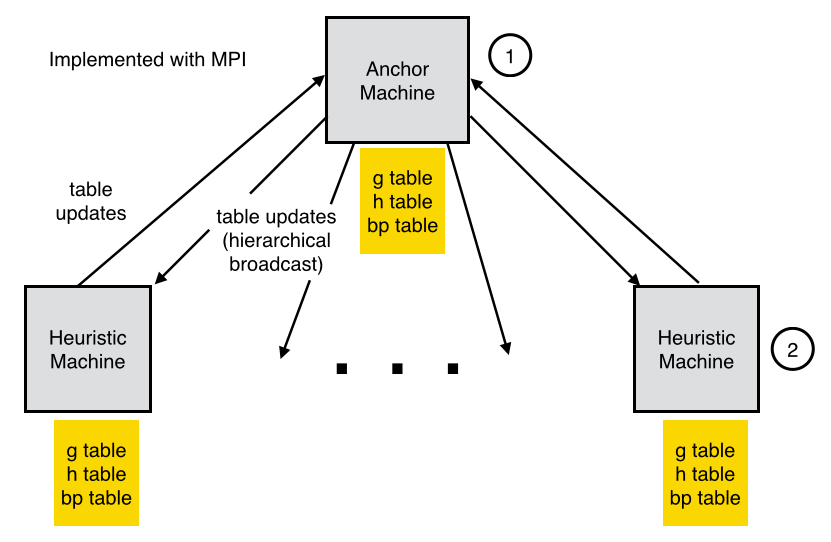 Implemented with MPI
Anchor
Machine
1
table
updates
g table
h table
bp table
table updates
(hierarchical
broadcast)
Heuristic
Machine
Heuristic
Machine
2
g table
h table
bp table
g table
h table
bp table